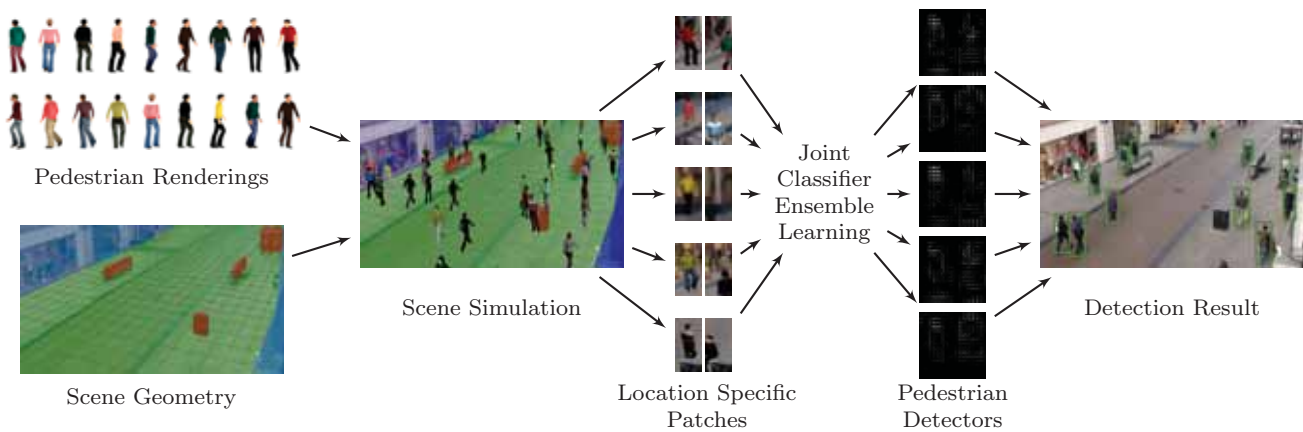 Pedestrian Renderings
Scene Geometry
Scene Simulation
Location Specific
Patches
Joint
Classifier
Ensemble
Learning
Pedestrian
Detectors
Detection Result